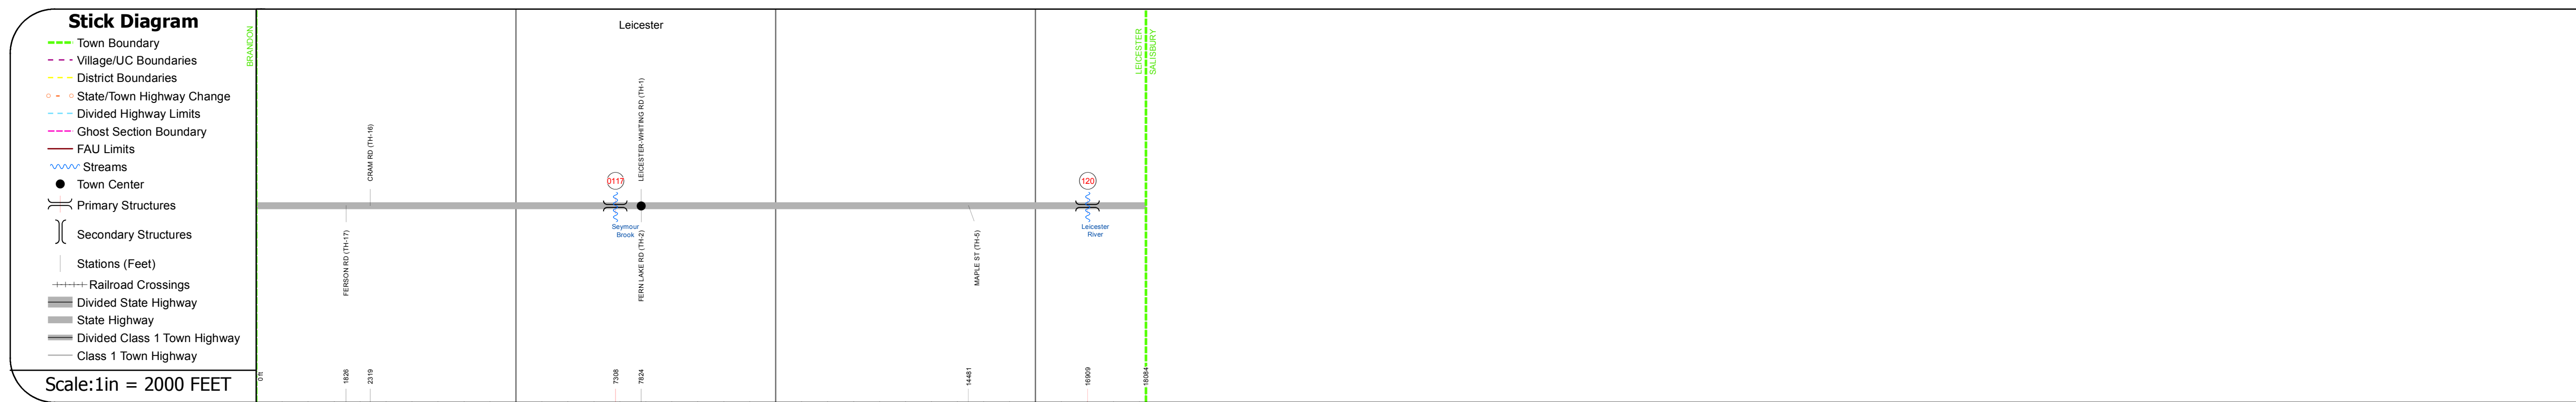 Stick Diagram
Town Boundary
Village/UC Boundaries
District Boundaries
State/Town Highway Change
Divided Highway Limits
Ghost Section Boundary
FAU Limits
Streams
Town Center
Primary Structures
Secondary Structures
Stations (Feet)
Railroad Crossings
Divided State Highway
State Highway
Divided Class 1 Town Highway
Class 1 Town Highway
Scale:1in = 2000 FEET
BRANDON
Leicester
LEICESTER
SALISBURY
CRAM RD (TH-16)
LEICESTER-WHITING RD (TH-1)
0117
120
Seymour
Brook
Leicester
River
FERSON RD (TH-17)
FERN LAKE RD (TH-2)
MAPLE ST (TH-5)
0 ft
1826
2319
7308
7824
14481
16909
18084